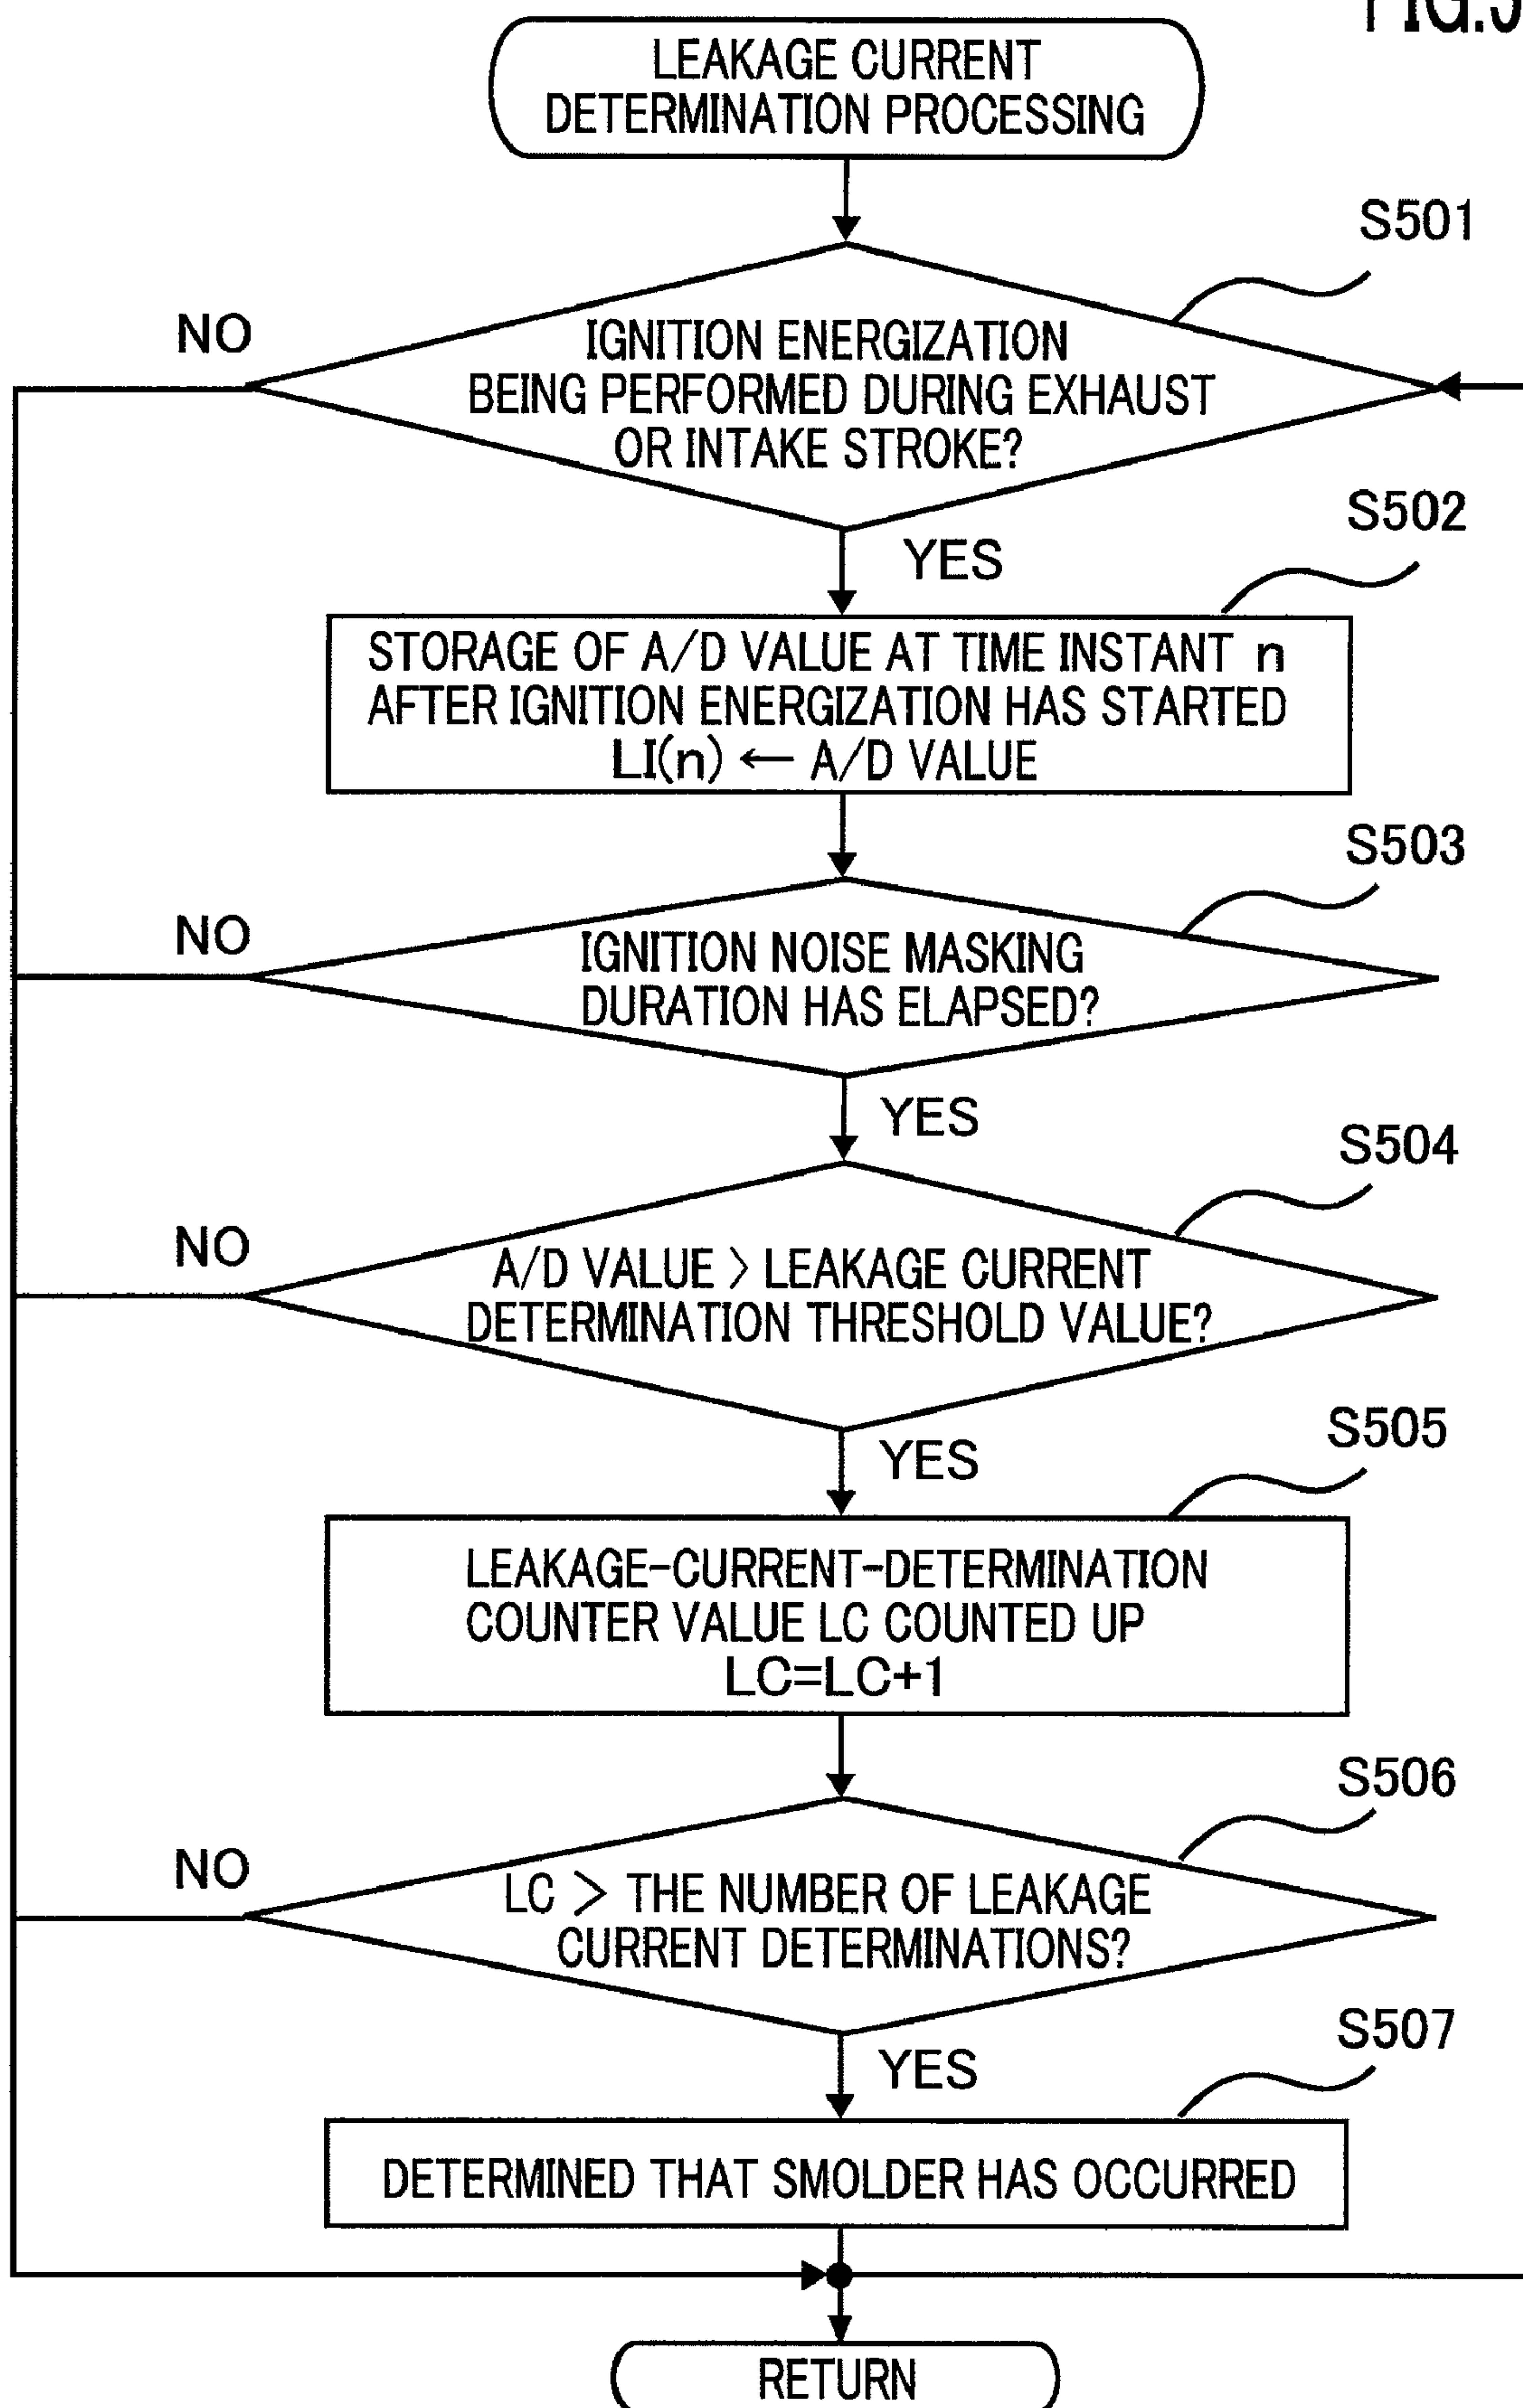 FIG.5
LEAKAGE CURRENT
DETERMINATION PROCESSING
S501
NO
IGNITION ENERGIZATION
BEING PERFORMED DURING EXHAUST
OR INTAKE STROKE?
YES
S502
STORAGE OF A/D VALUE AT TIME INSTANT n
AFTER IGNITION ENERGIZATION HAS STARTED
LI(n) ← A/D VALUE
S503
NO
IGNITION NOISE MASKING
DURATION HAS ELAPSED?
YES
S504
NO
A/D VALUE > LEAKAGE CURRENT
DETERMINATION THRESHOLD VALUE?
YES
S505
LEAKAGE-CURRENT-DETERMINATION
COUNTER VALUE LC COUNTED UP
LC=LC+1
S506
NO
LC > THE NUMBER OF LEAKAGE
CURRENT DETERMINATIONS?
YES
S507
DETERMINED THAT SMOLDER HAS OCCURRED
RETURN